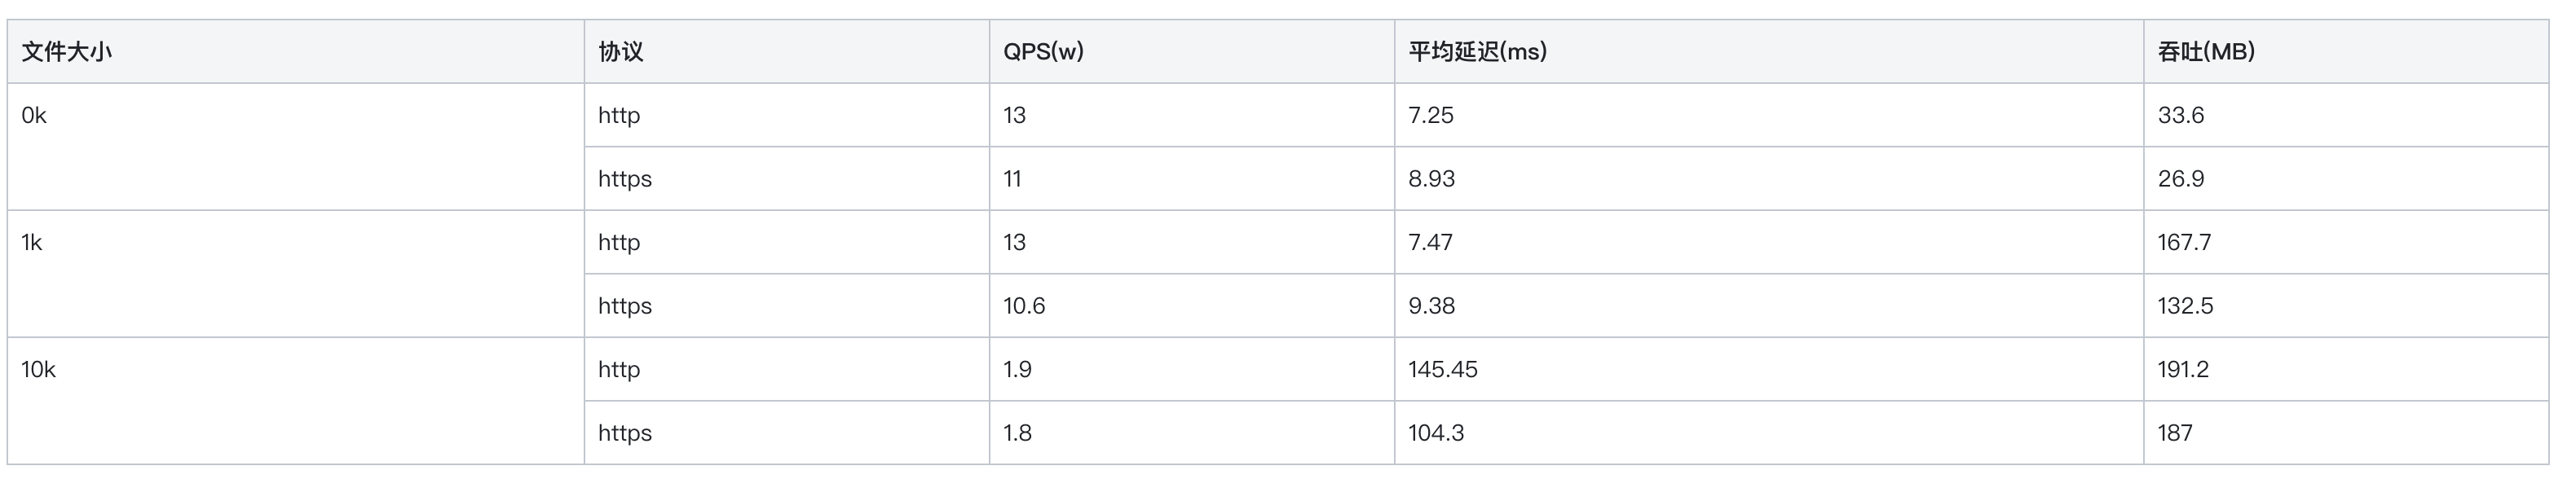 文件大小 协议 QPS(w) 平均延迟(ms) 吞吐(MB)
0k http 13 7.25 33.6
https 11 8.93 26.9
1k http 13 7.47 167.7
https 10.6 9.38 132.5
10k http 1.9 145.45 191.2
https 1.8 104.3 187